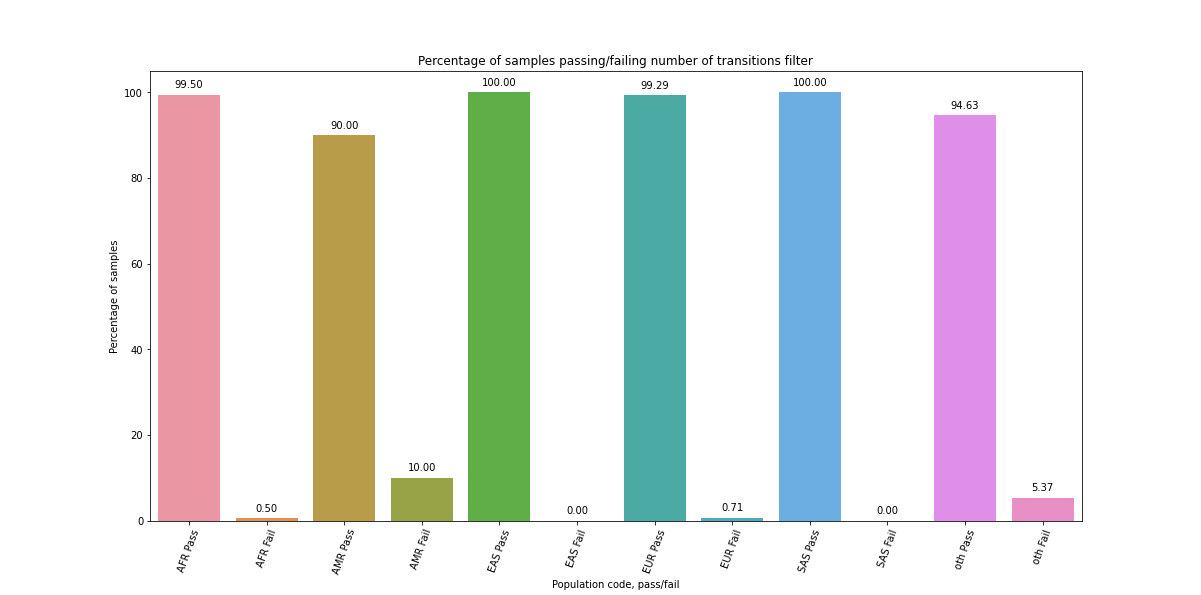 Percentage of samples passing/failing number of transitions filter
99.50
0.50
90.00
10.00
100.00
0.00
99.29
0.71
100.00
0.00
94.63
5.37
Percentage of samples
100
80
60
40
20
0
AFR Pass
AFR Fail
AMR Pass
AMR Fail
EAS Pass
EAS Fail
EUR Pass
EUR Fail
SAS Pass
SAS Fail
oth Pass
oth Fail
Population code, pass/fail